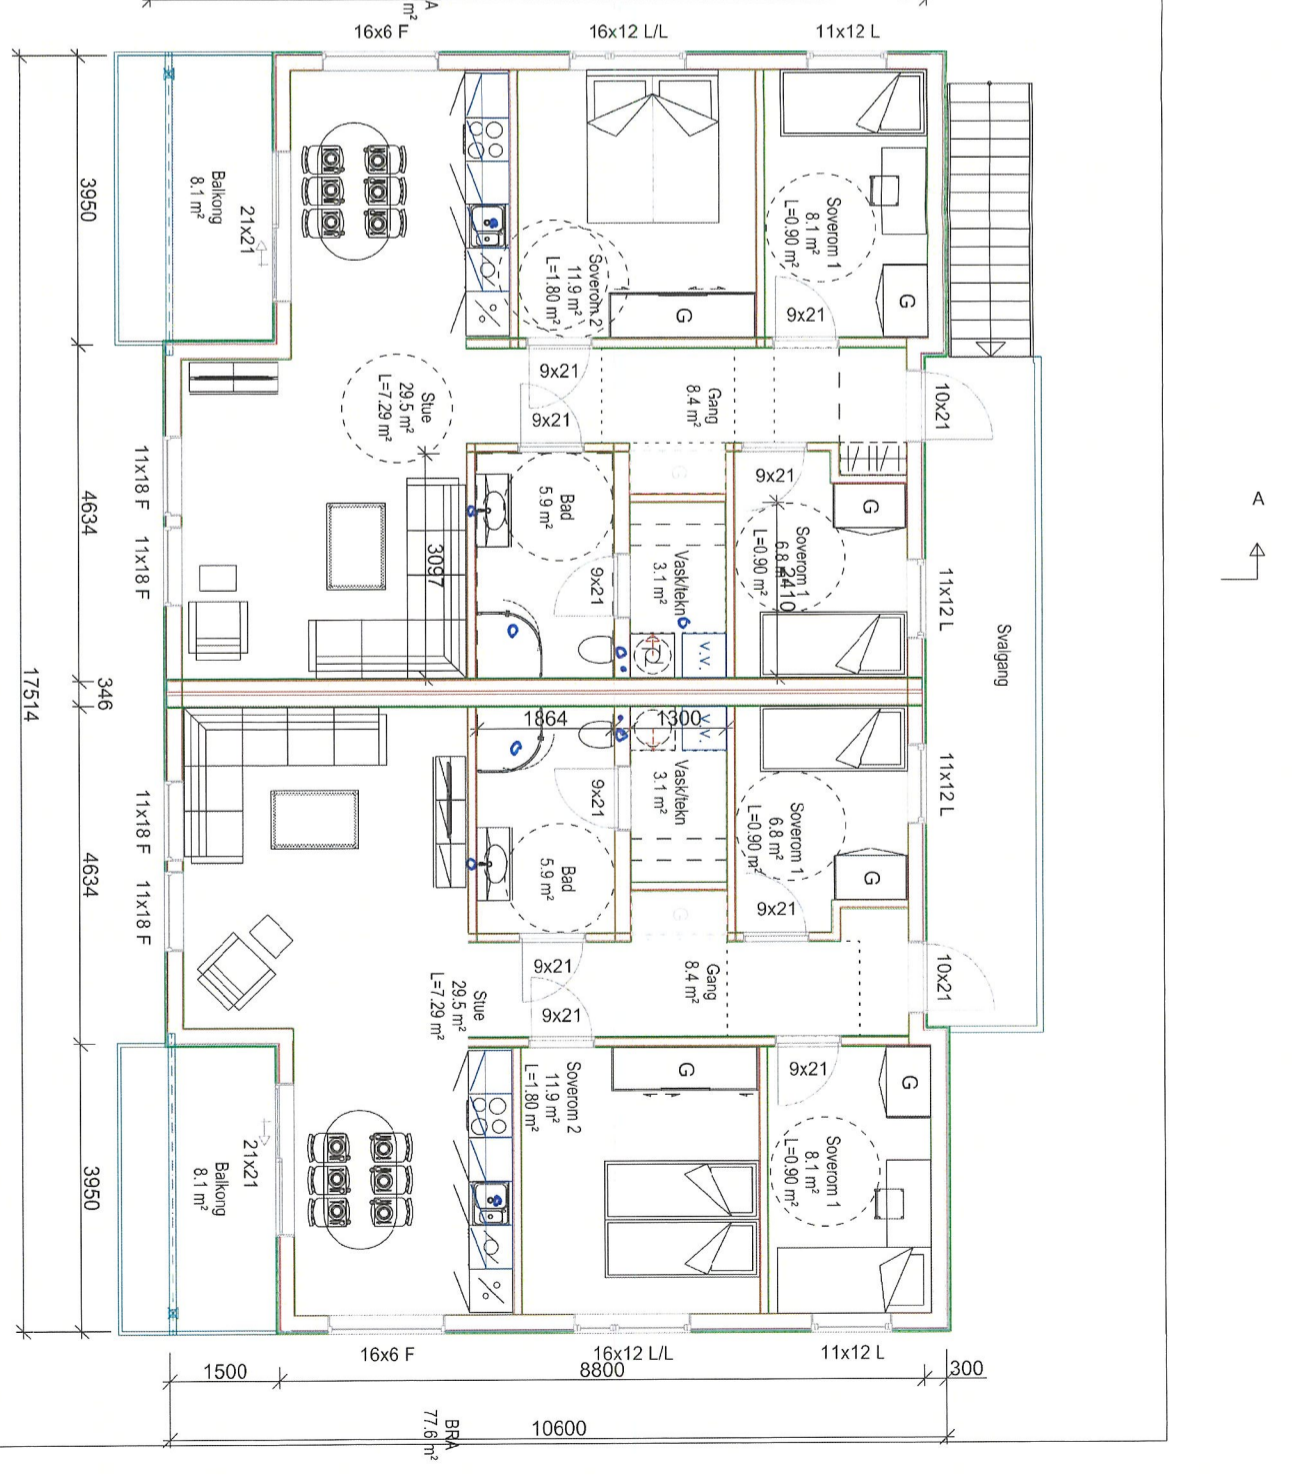 A
m²
16x6 F
16x12 L/L
11x12 L
3950
Balkong
8.1 m²
21x21
Soverom 2
11.9 m²
L=1.80 m²
G
Soverom 1
8.1 m²
L=0.90 m²
G
9x21
9x21
9x21
Stue
29.5 m²
L=7.29 m²
Gang
8.4 m²
10x21
11x18 F
11x18 F
4634
3097
Bad
5.9 m²
9x21
G
Vask/tekn
3.1 m²
V.V.
9x21
G
Soverom 1
6.8 m²
L=0.90 m²
2410
11x12 L
Svalgang
A
17514
346
1864
1300
V.V.
11x12 L
11x18 F
11x18 F
4634
Bad
5.9 m²
9x21
Vask/tekn
3.1 m²
G
Soverom 1
6.8 m²
L=0.90 m²
G
9x21
9x21
9x21
Stue
29.5 m²
L=7.29 m²
Gang
8.4 m²
10x21
3950
Balkong
8.1 m²
21x21
Soverom 2
11.9 m²
L=1.80 m²
G
9x21
G
Soverom 1
8.1 m²
L=0.90 m²
16x6 F
16x12 L/L
11x12 L
1500
8800
300
10600
BRA
77.6 m²